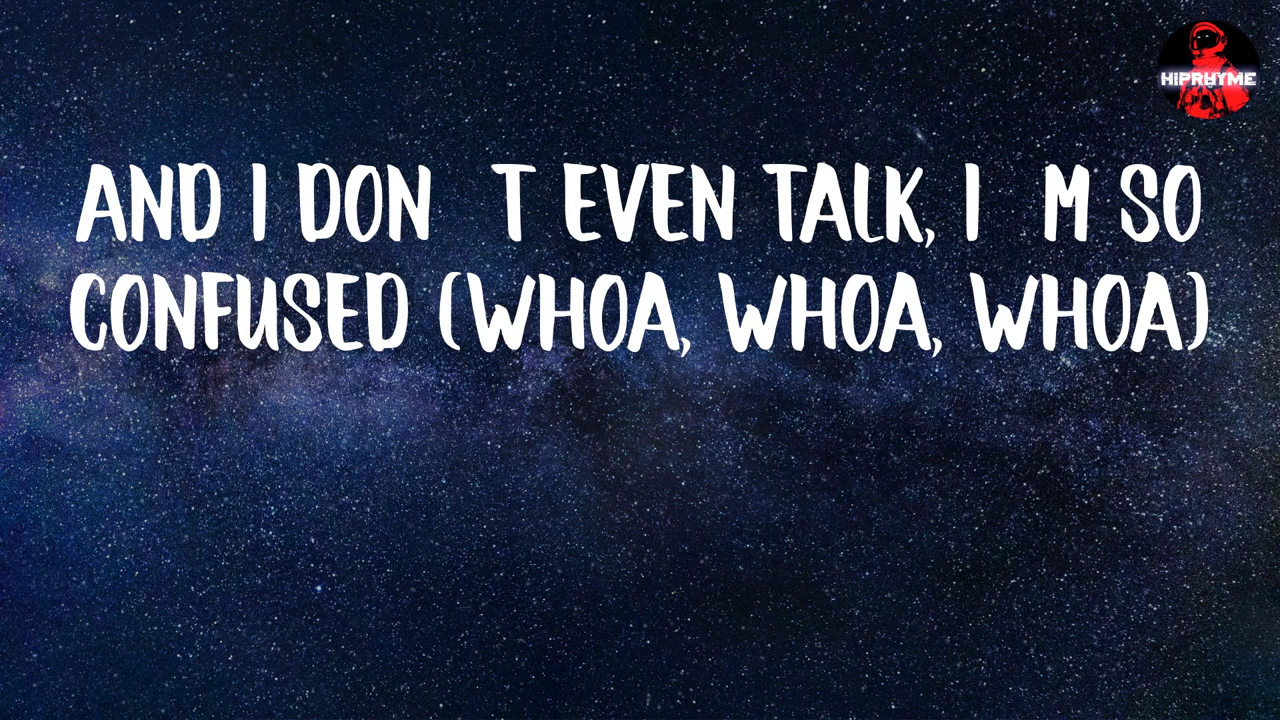 HiPRHYME
AND I DON  T EVEN TALK, I  M SO
CONFUSED (WHOA, WHOA, WHOA)